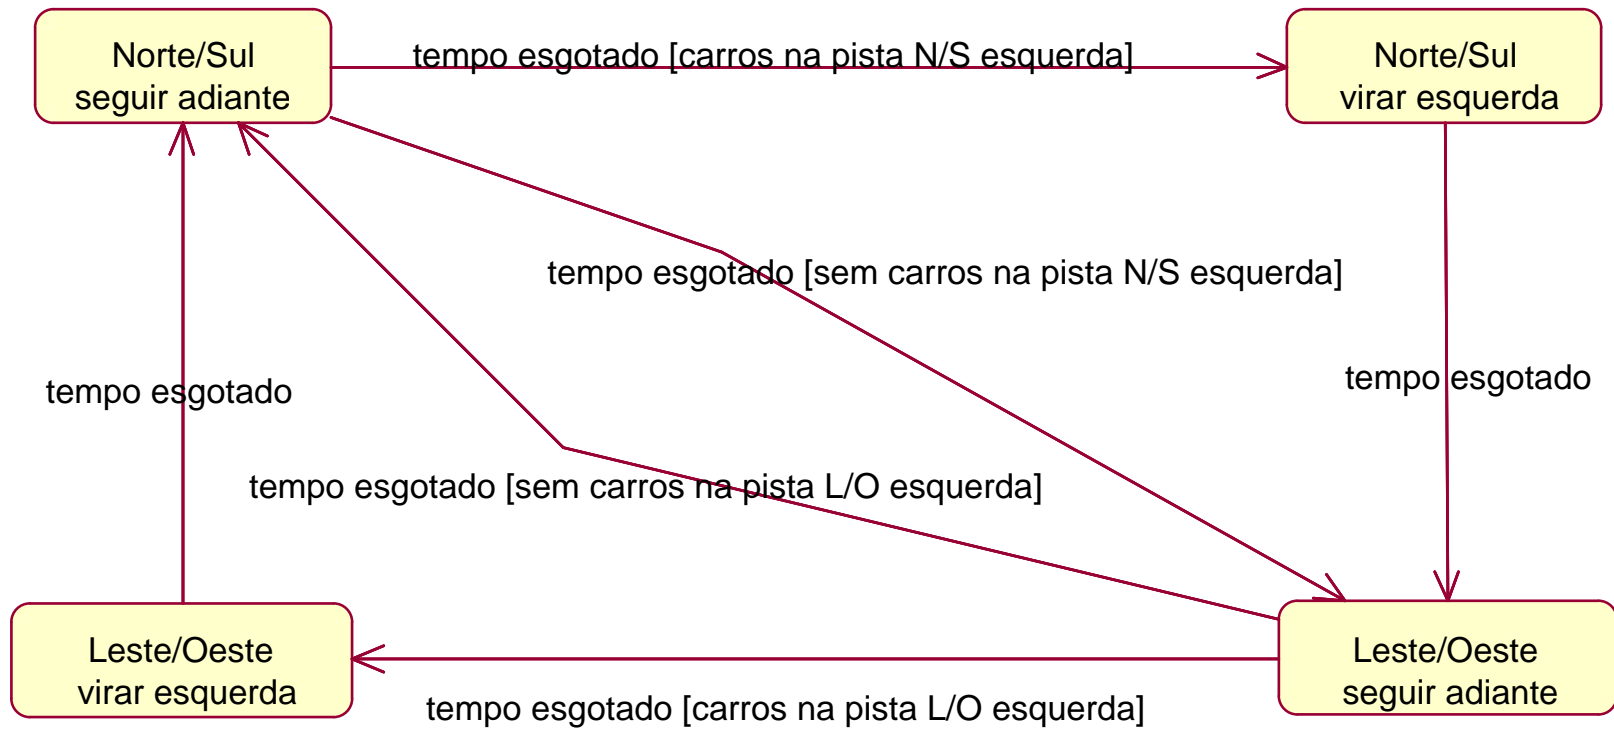 Norte/Sul
seguir adiante
tempo esgotado [carros na pista N/S esquerda]
Norte/Sul
virar esquerda
tempo esgotado [sem carros na pista N/S esquerda]
tempo esgotado
tempo esgotado
tempo esgotado [sem carros na pista L/O esquerda]
Leste/Oeste
virar esquerda
tempo esgotado [carros na pista L/O esquerda]
Leste/Oeste
seguir adiante